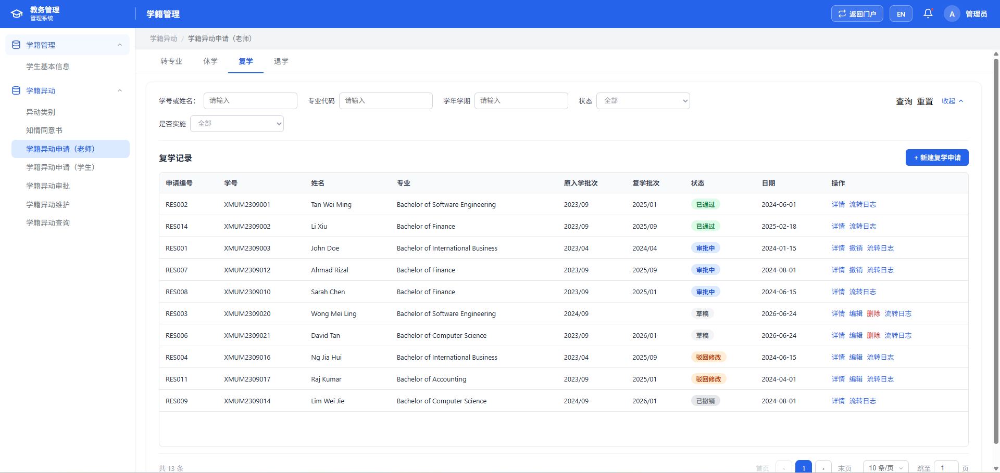 教务管理
管理系统
学籍管理
返回门户
EN
A
管理员
学籍管理
学生基本信息
学籍异动
异动类别
知情同意书
学籍异动申请（老师）
学籍异动申请（学生）
学籍异动审批
学籍异动维护
学籍异动查询
学籍异动 / 学籍异动申请（老师）
转专业 休学 复学 退学
学号或姓名： 请输入 专业代码 请输入 学年学期 请输入 状态 全部 查询 重置 收起
是否实施 全部
复学记录 + 新建复学申请
申请编号 学号 姓名 专业 原入学批次 复学批次 状态 日期 操作
RES002 XMUM2309001 Tan Wei Ming Bachelor of Software Engineering 2023/09 2025/01 已通过 2024-06-01 详情 流转日志
RES014 XMUM2309002 Li Xiu Bachelor of Finance 2023/09 2025/09 已通过 2025-02-18 详情 流转日志
RES001 XMUM2309003 John Doe Bachelor of International Business 2023/04 2024/04 审批中 2024-01-15 详情 撤销 流转日志
RES007 XMUM2309012 Ahmad Rizal Bachelor of Finance 2023/09 2025/09 审批中 2024-08-01 详情 撤销 流转日志
RES008 XMUM2309010 Sarah Chen Bachelor of Finance 2023/09 2025/01 审批中 2024-06-15 详情 流转日志
RES003 XMUM2309020 Wong Mei Ling Bachelor of Software Engineering 2024/09 草稿 2026-06-24 详情 编辑 删除 流转日志
RES006 XMUM2309021 David Tan Bachelor of Computer Science 2023/09 2026/01 草稿 2026-06-24 详情 编辑 删除 流转日志
RES004 XMUM2309016 Ng Jia Hui Bachelor of International Business 2023/04 2025/09 驳回修改 2024-06-15 详情 编辑 流转日志
RES011 XMUM2309017 Raj Kumar Bachelor of Accounting 2023/09 2025/01 驳回修改 2024-04-01 详情 编辑 流转日志
RES009 XMUM2309014 Lim Wei Jie Bachelor of Computer Science 2024/09 2026/01 已撤销 2024-08-01 详情 流转日志
共 13 条 首页 ‹ 1 › 末页 10 条/页 跳至 1 页